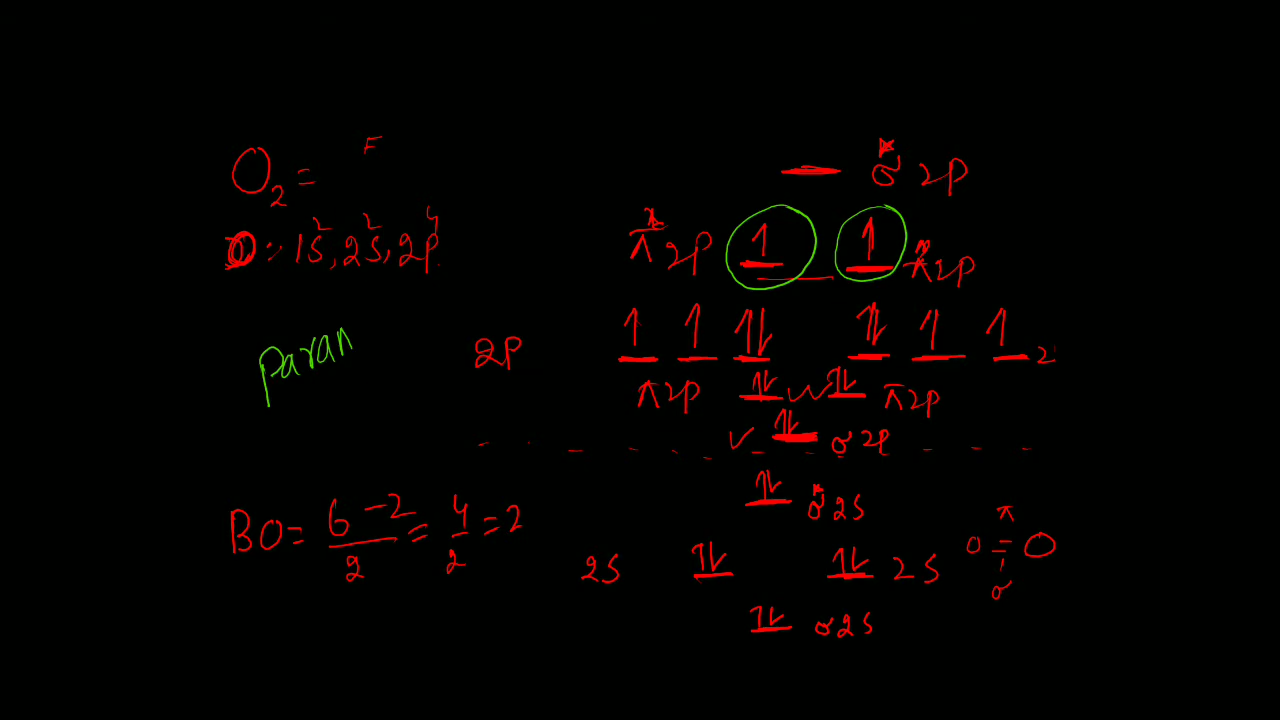 O₂ =
F
O : 1s², 2s², 2p⁴
paran
BO = 6 - 2 / 2 = 4 / 2 = 2
σ* 2p
π* 2p ↿ ↿ π* 2p
2p ↿ ↿ ⥮ ⥮ ↿ ↿ 2
π2p ⥮ ⥮ π2p
⥮ σ2p
⥮ σ* 2s
2s ⥮ ⥮ 2s
⥮ σ2s
π
O = O
σ